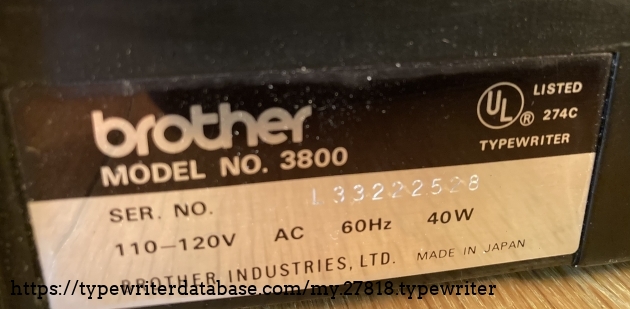 brother
MODEL NO. 3800
UL ® LISTED
274C
TYPEWRITER
SER. NO. L33222528
110–120V AC 60Hz 40W
BROTHER INDUSTRIES, LTD. MADE IN JAPAN
https://typewriterdatabase.com/my.27818.typewriter